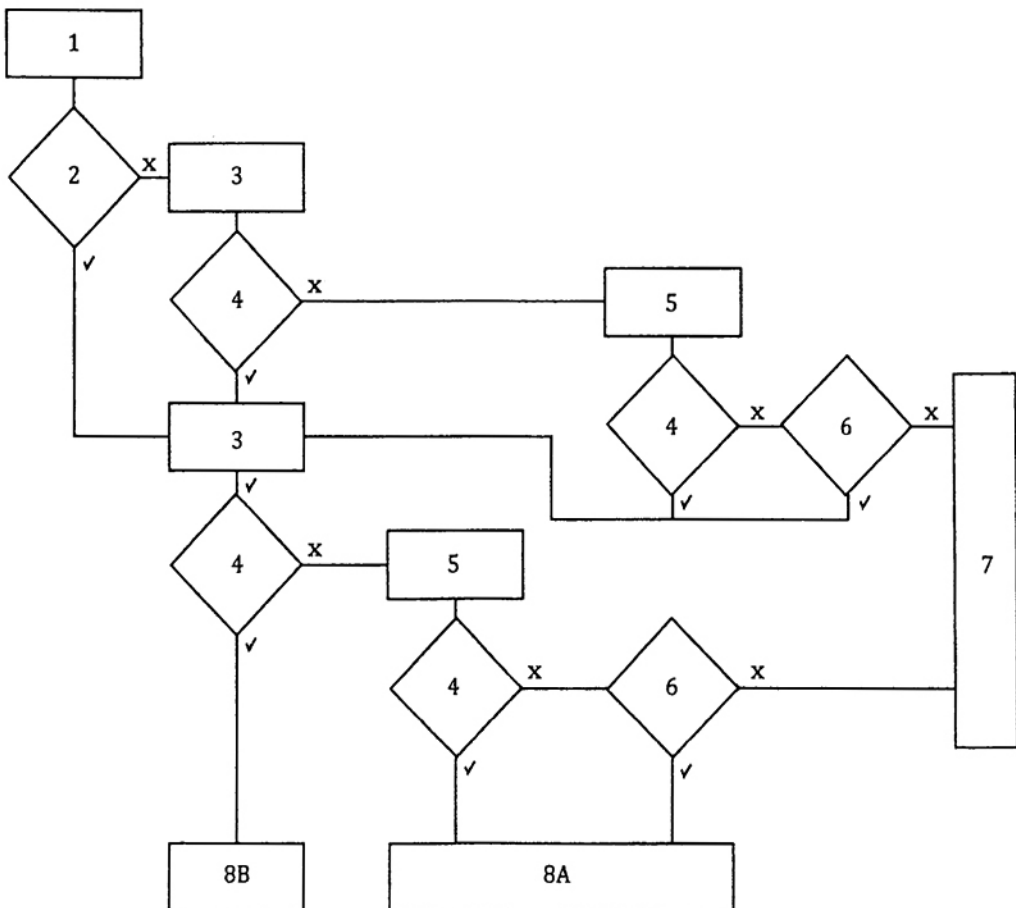 1
2 x 3
✓
4 x 5
✓
4 x 6 x
3
✓ ✓ ✓
4 x 5 7
✓
4 x 6 x
✓ ✓
8B 8A